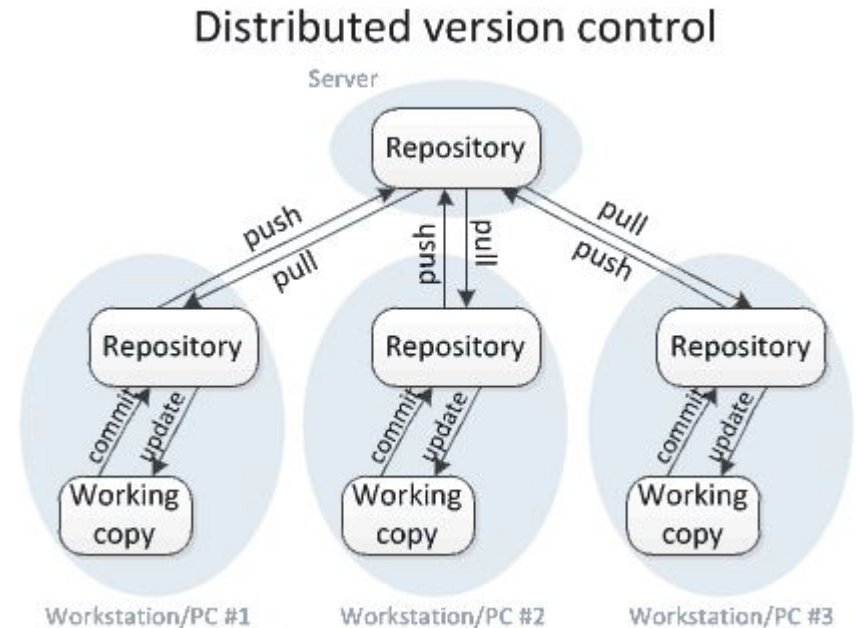 Distributed version control
Server
Repository
push
pull
push
pull
pull
push
Repository
Repository
Repository
commit
update
commit
update
commit
update
Working
copy
Working
copy
Working
copy
Workstation/PC #1
Workstation/PC #2
Workstation/PC #3